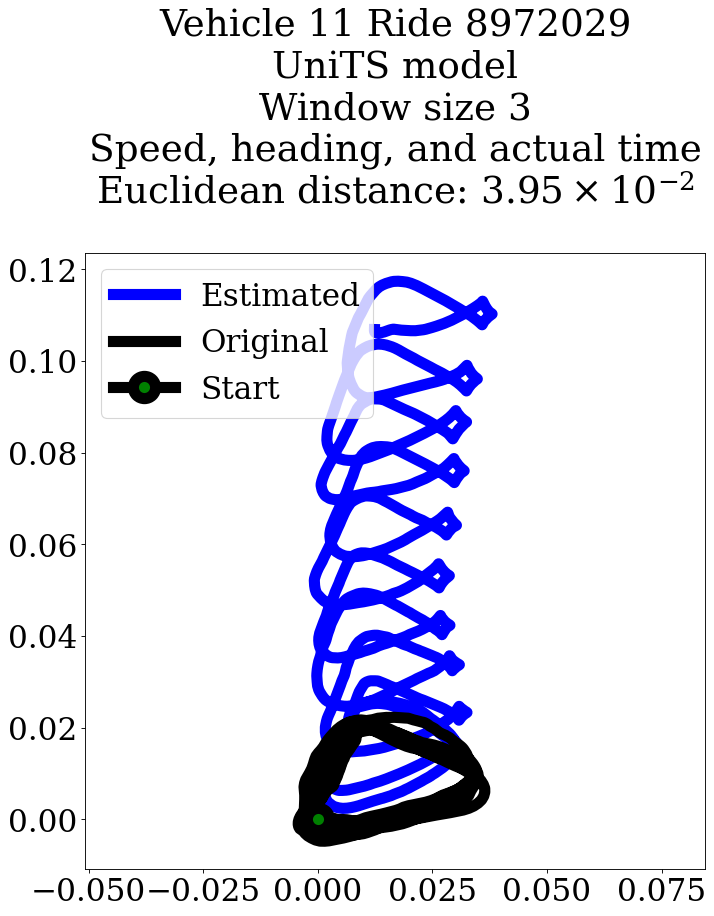 Vehicle 11 Ride 8972029
UniTS model
Window size 3
Speed, heading, and actual time
Euclidean distance: 3.95 × 10⁻²
0.12
0.10
0.08
0.06
0.04
0.02
0.00
Estimated
Original
Start
−0.050 −0.025 0.000 0.025 0.050 0.075